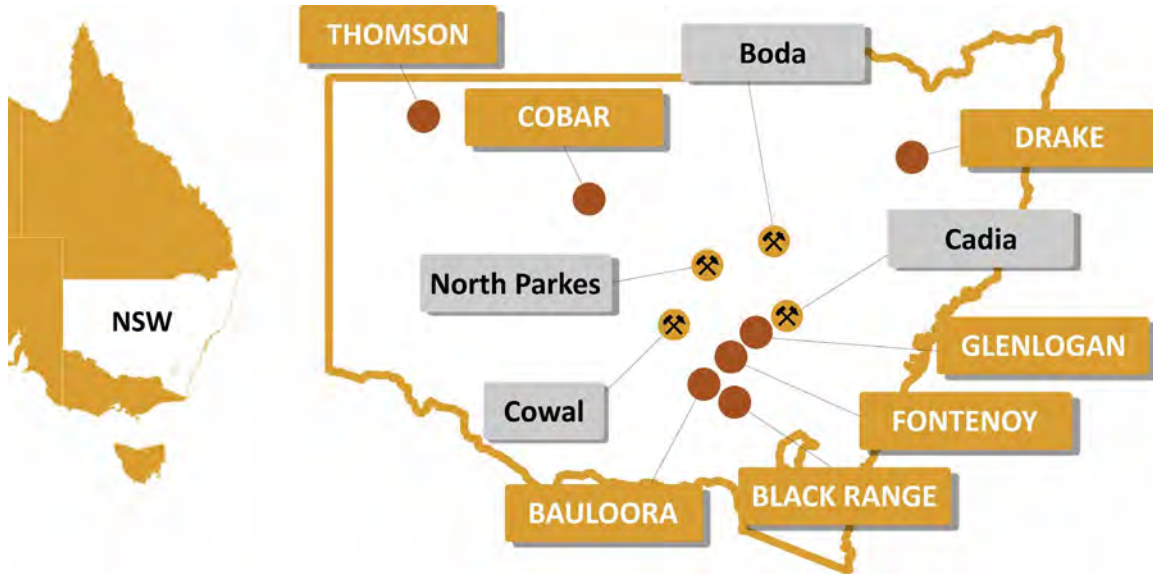 THOMSON
Boda
COBAR
DRAKE
Cadia
North Parkes
NSW
GLENLOGAN
Cowal
FONTENOY
BLACK RANGE
BAULOORA